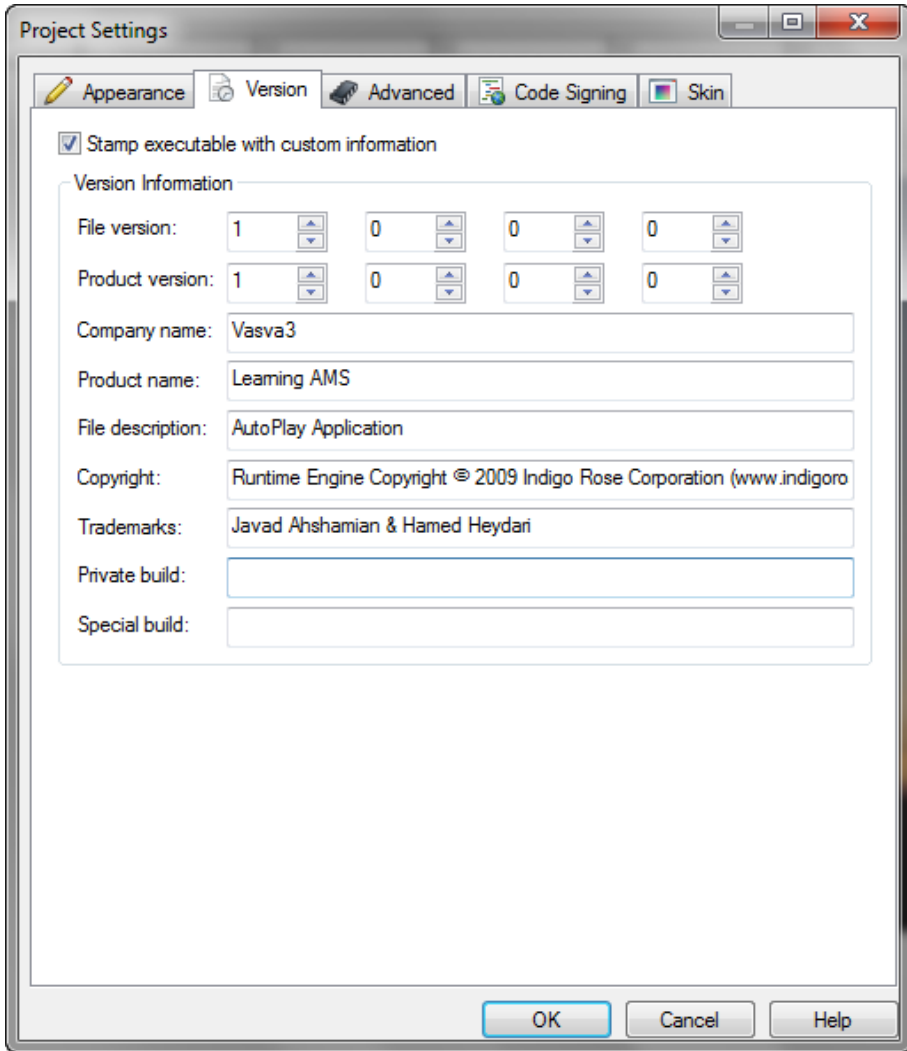 Project Settings
Appearance Version Advanced Code Signing Skin
Stamp executable with custom information
Version Information
File version: 1 0 0 0
Product version: 1 0 0 0
Company name: Vasva3
Product name: Learning AMS
File description: AutoPlay Application
Copyright: Runtime Engine Copyright © 2009 Indigo Rose Corporation (www.indigoro
Trademarks: Javad Ahshamian & Hamed Heydari
Private build:
Special build:
OK Cancel Help